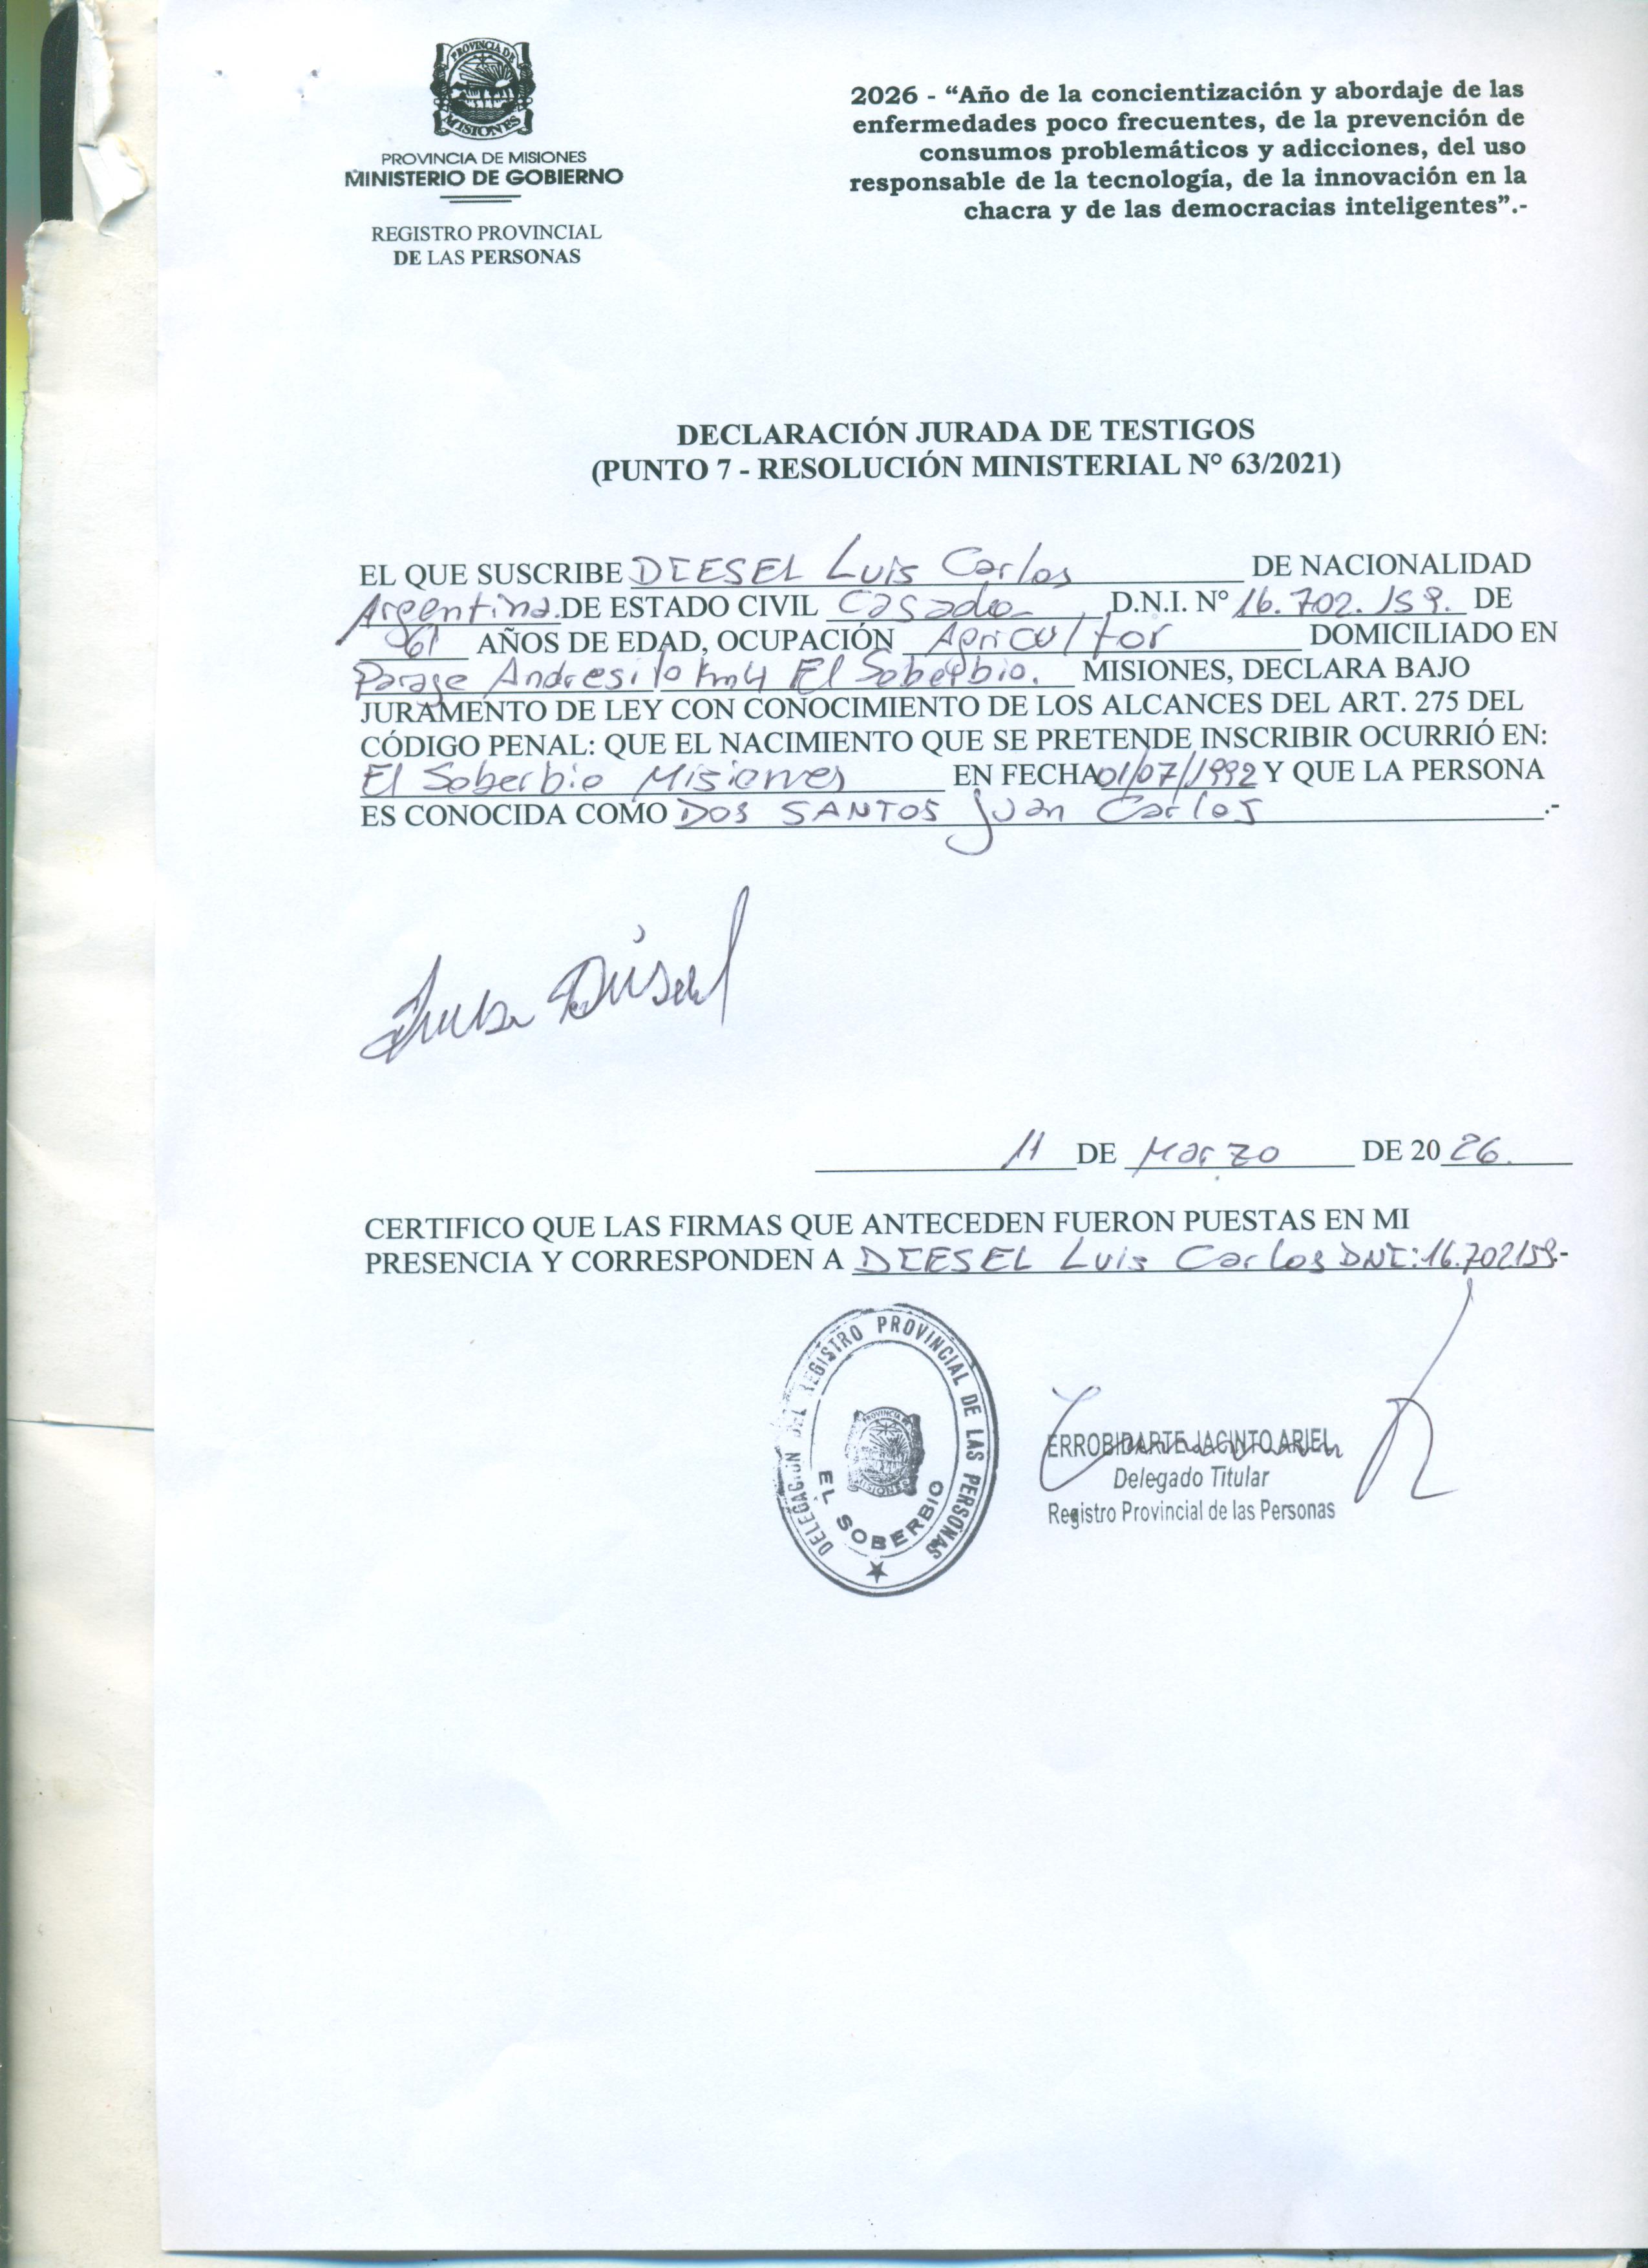 PROVINCIA DE
MISIONES
PROVINCIA DE MISIONES
MINISTERIO DE GOBIERNO
REGISTRO PROVINCIAL
DE LAS PERSONAS
2026 - “Año de la concientización y abordaje de las
enfermedades poco frecuentes, de la prevención de
consumos problemáticos y adicciones, del uso
responsable de la tecnología, de la innovación en la
chacra y de las democracias inteligentes”.-
DECLARACIÓN JURADA DE TESTIGOS
(PUNTO 7 - RESOLUCIÓN MINISTERIAL N° 63/2021)
EL QUE SUSCRIBE DIESEL Luis Carlos DE NACIONALIDAD
Argentina. DE ESTADO CIVIL Casado D.N.I. N° 16.702.159. DE
61 AÑOS DE EDAD, OCUPACIÓN Agricultor DOMICILIADO EN
Paraje Andresito km4 El Soberbio. MISIONES, DECLARA BAJO
JURAMENTO DE LEY CON CONOCIMIENTO DE LOS ALCANCES DEL ART. 275 DEL
CÓDIGO PENAL: QUE EL NACIMIENTO QUE SE PRETENDE INSCRIBIR OCURRIÓ EN:
El Soberbio Misiones EN FECHA 01/07/1992 Y QUE LA PERSONA
ES CONOCIDA COMO DOS SANTOS Juan Carlos .-
11 DE Marzo DE 2026.
CERTIFICO QUE LAS FIRMAS QUE ANTECEDEN FUERON PUESTAS EN MI
PRESENCIA Y CORRESPONDEN A DIESEL Luis Carlos DNI: 16.702159.-
DELEGACIÓN DEL REGISTRO PROVINCIAL DE LAS PERSONAS
PROVINCIA DE
MISIONES
EL SOBERBIO
ERROBIDARTE JACINTO ARIEL
Delegado Titular
Registro Provincial de las Personas